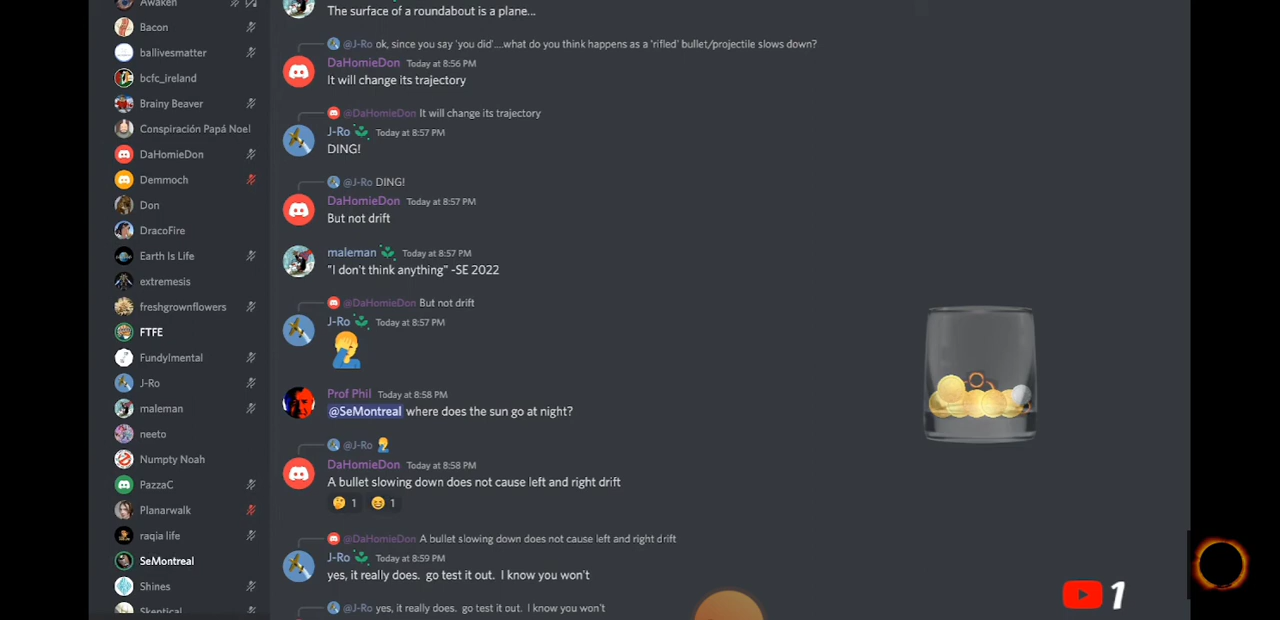 Awaken
Bacon
ballivesmatter
bcfc_ireland
Brainy Beaver
Conspiración Papá Noel
DaHomieDon
Demmoch
Don
DracoFire
Earth Is Life
extremesis
freshgrownflowers
FTFE
Fundylmental
J-Ro
maleman
neeto
Numpty Noah
PazzaC
Planarwalk
raqia life
SeMontreal
Shines
Skeptical
The surface of a roundabout is a plane...
@J-Ro ok, since you say 'you did'....what do you think happens as a 'rifled' bullet/projectile slows down?
DaHomieDon Today at 8:56 PM
It will change its trajectory
@DaHomieDon It will change its trajectory
J-Ro Today at 8:57 PM
DING!
@J-Ro DING!
DaHomieDon Today at 8:57 PM
But not drift
maleman Today at 8:57 PM
"I don't think anything" -SE 2022
@DaHomieDon But not drift
J-Ro Today at 8:57 PM
Prof Phil Today at 8:58 PM
@SeMontreal where does the sun go at night?
@J-Ro
DaHomieDon Today at 8:58 PM
A bullet slowing down does not cause left and right drift
1 1
@DaHomieDon A bullet slowing down does not cause left and right drift
J-Ro Today at 8:59 PM
yes, it really does. go test it out. I know you won't
@J-Ro yes, it really does. go test it out. I know you won't
1